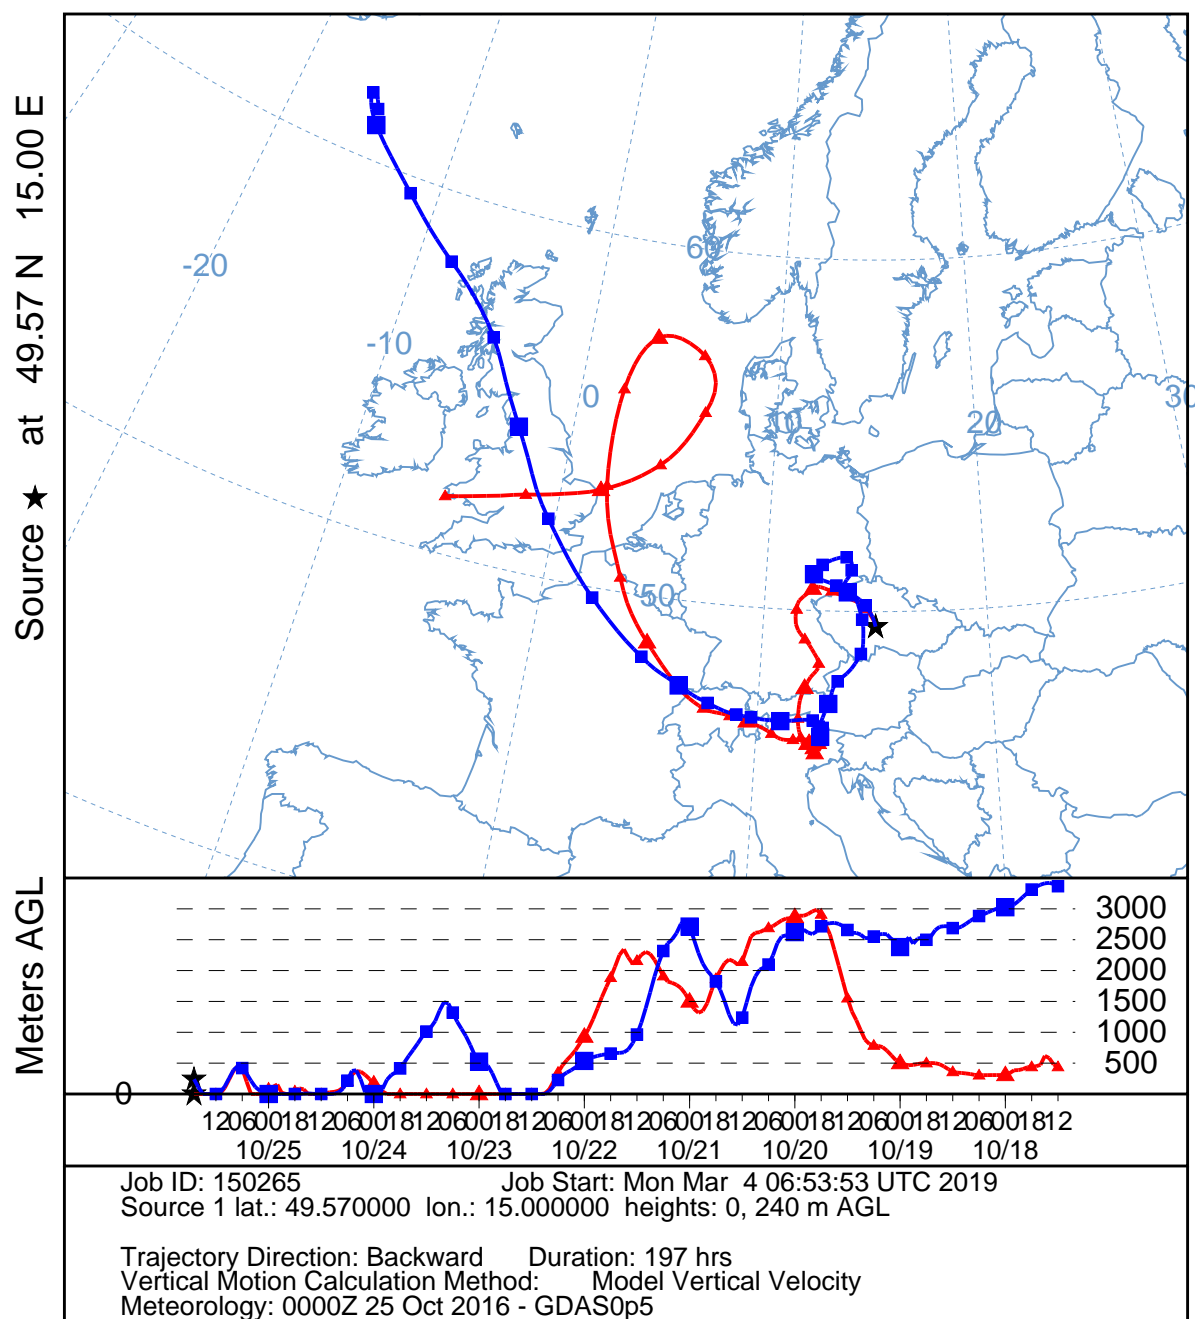 Source ★ at 49.57 N 15.00 E
-20
-10
0
10
20
30
60
50
Meters AGL
3000
2500
2000
1500
1000
500
0
120600181206001812060018120600181206001812060018120600181206001812
10/25 10/24 10/23 10/22 10/21 10/20 10/19 10/18
Job ID: 150265 Job Start: Mon Mar 4 06:53:53 UTC 2019
Source 1 lat.: 49.570000 lon.: 15.000000 heights: 0, 240 m AGL
Trajectory Direction: Backward Duration: 197 hrs
Vertical Motion Calculation Method: Model Vertical Velocity
Meteorology: 0000Z 25 Oct 2016 - GDAS0p5